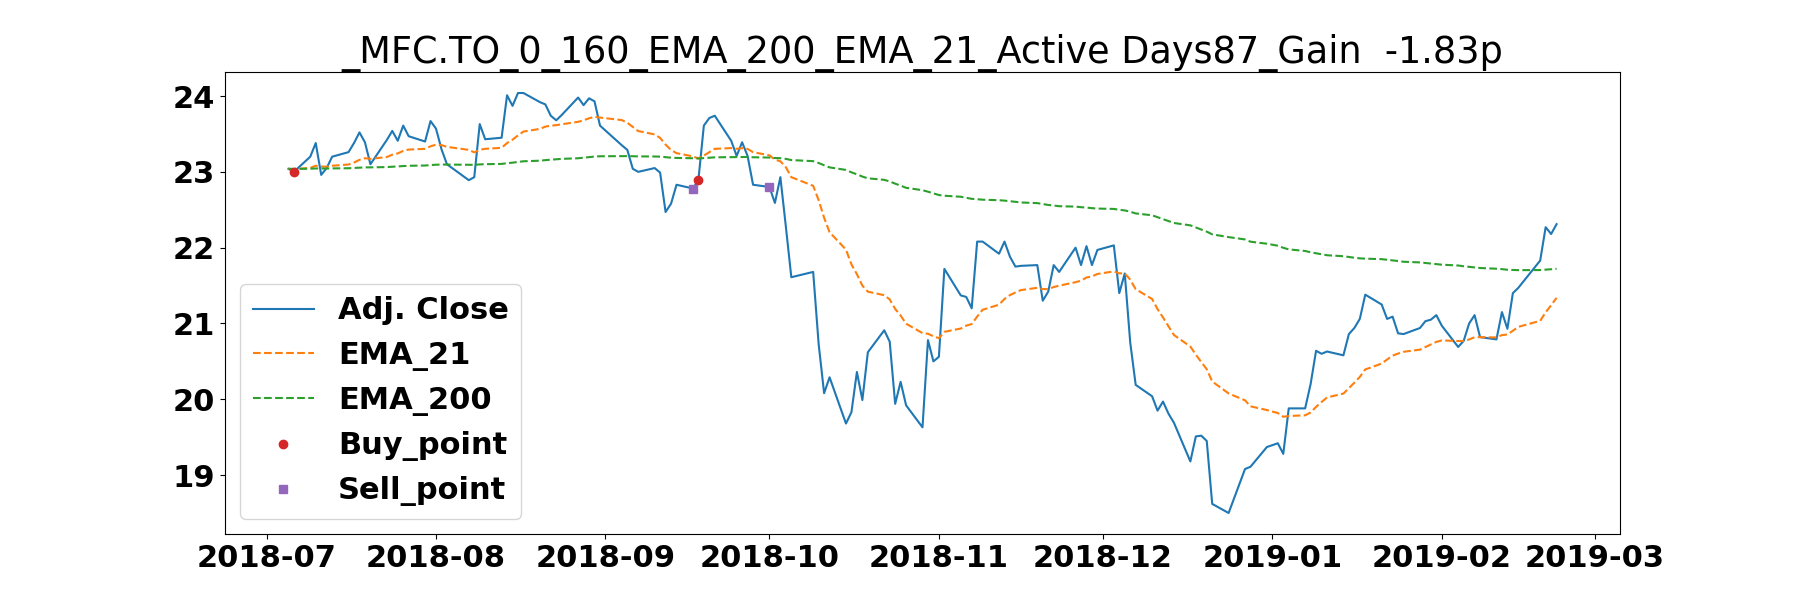 _MFC.TO_0_160_EMA_200_EMA_21_Active Days87_Gain  -1.83p
24
23
22
21
20
19
Adj. Close
EMA_21
EMA_200
Buy_point
Sell_point
2018-07 2018-08 2018-09 2018-10 2018-11 2018-12 2019-01 2019-02 2019-03